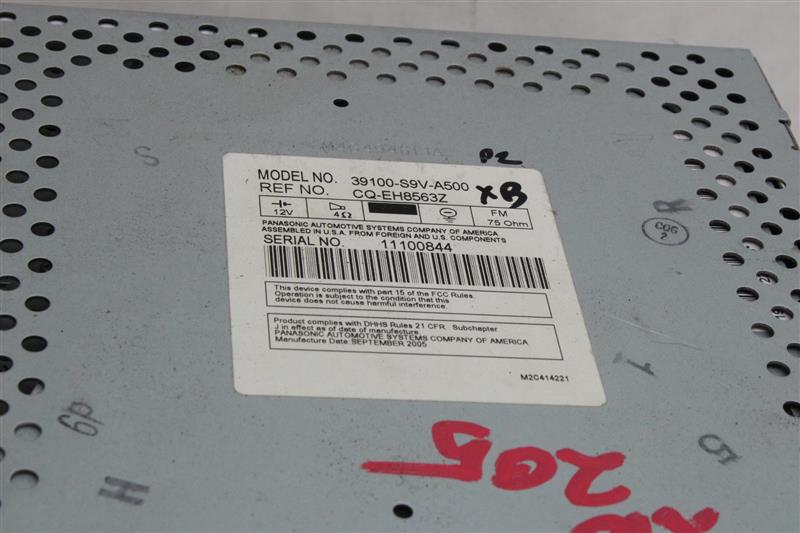 S
P2
MODEL NO. 39100-S9V-A500
REF NO. CQ-EH8563Z
XB
12V 4Ω FM 75 Ohm
PANASONIC AUTOMOTIVE SYSTEMS COMPANY OF AMERICA
ASSEMBLED IN U.S.A. FROM FOREIGN AND U.S. COMPONENTS
SERIAL NO. 11100844
This device complies with part 15 of the FCC Rules.
Operation is subject to the condition that this
device does not cause harmful interference.
Product complies with DHHS Rules 21 CFR. Subchapter
J in effect as of date of manufacture.
PANASONIC AUTOMOTIVE SYSTEMS COMPANY OF AMERICA
Manufacture Date: SEPTEMBER 2005
M2C414221
R
1
5
6P
H
205